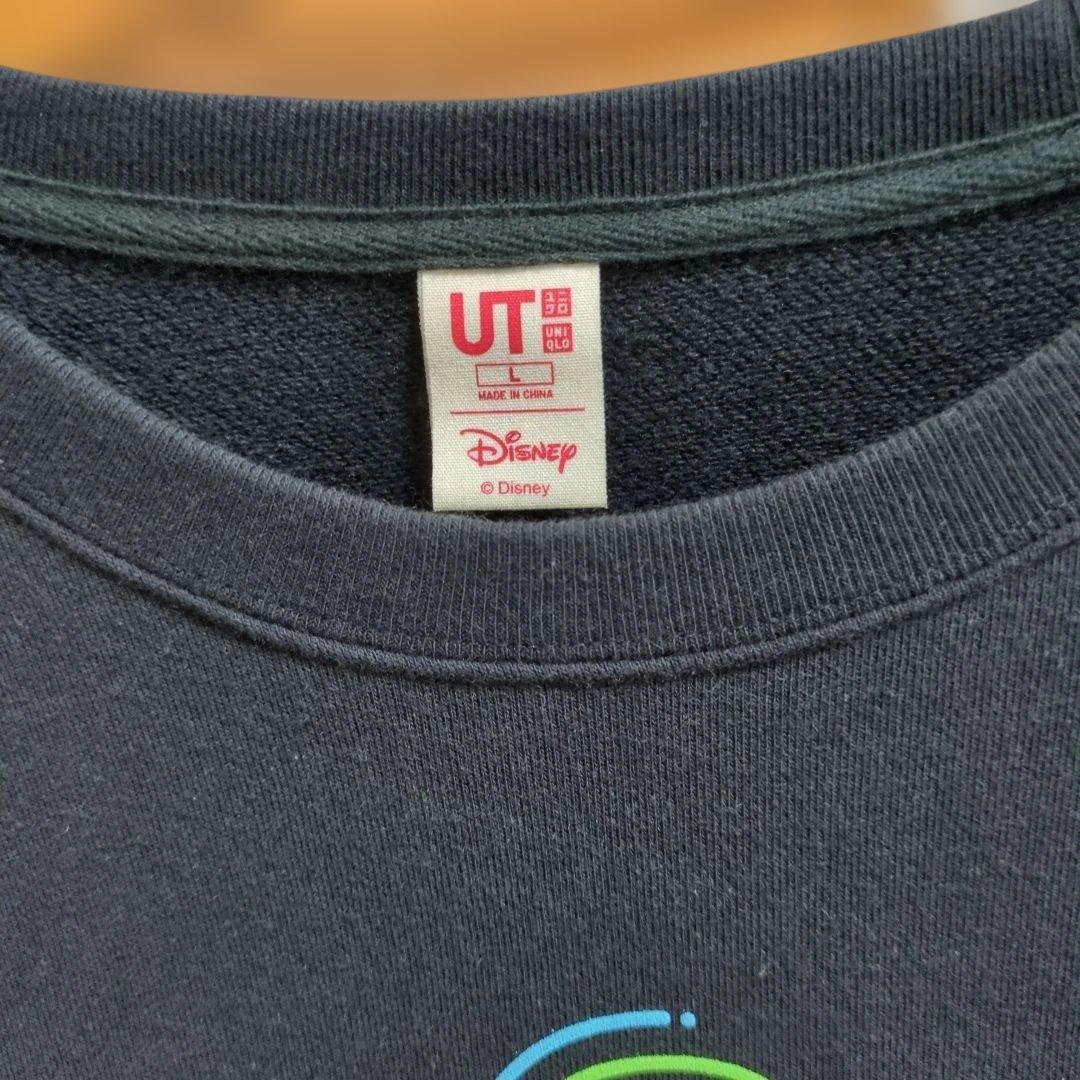 UT
ユニ
クロ
UNI
QLO
L
MADE IN CHINA
Disney
© Disney